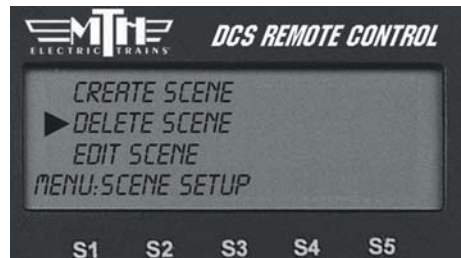 MTH
ELECTRIC TRAINS
DCS REMOTE CONTROL
CREATE SCENE
DELETE SCENE
EDIT SCENE
MENU:SCENE SETUP
S1 S2 S3 S4 S5